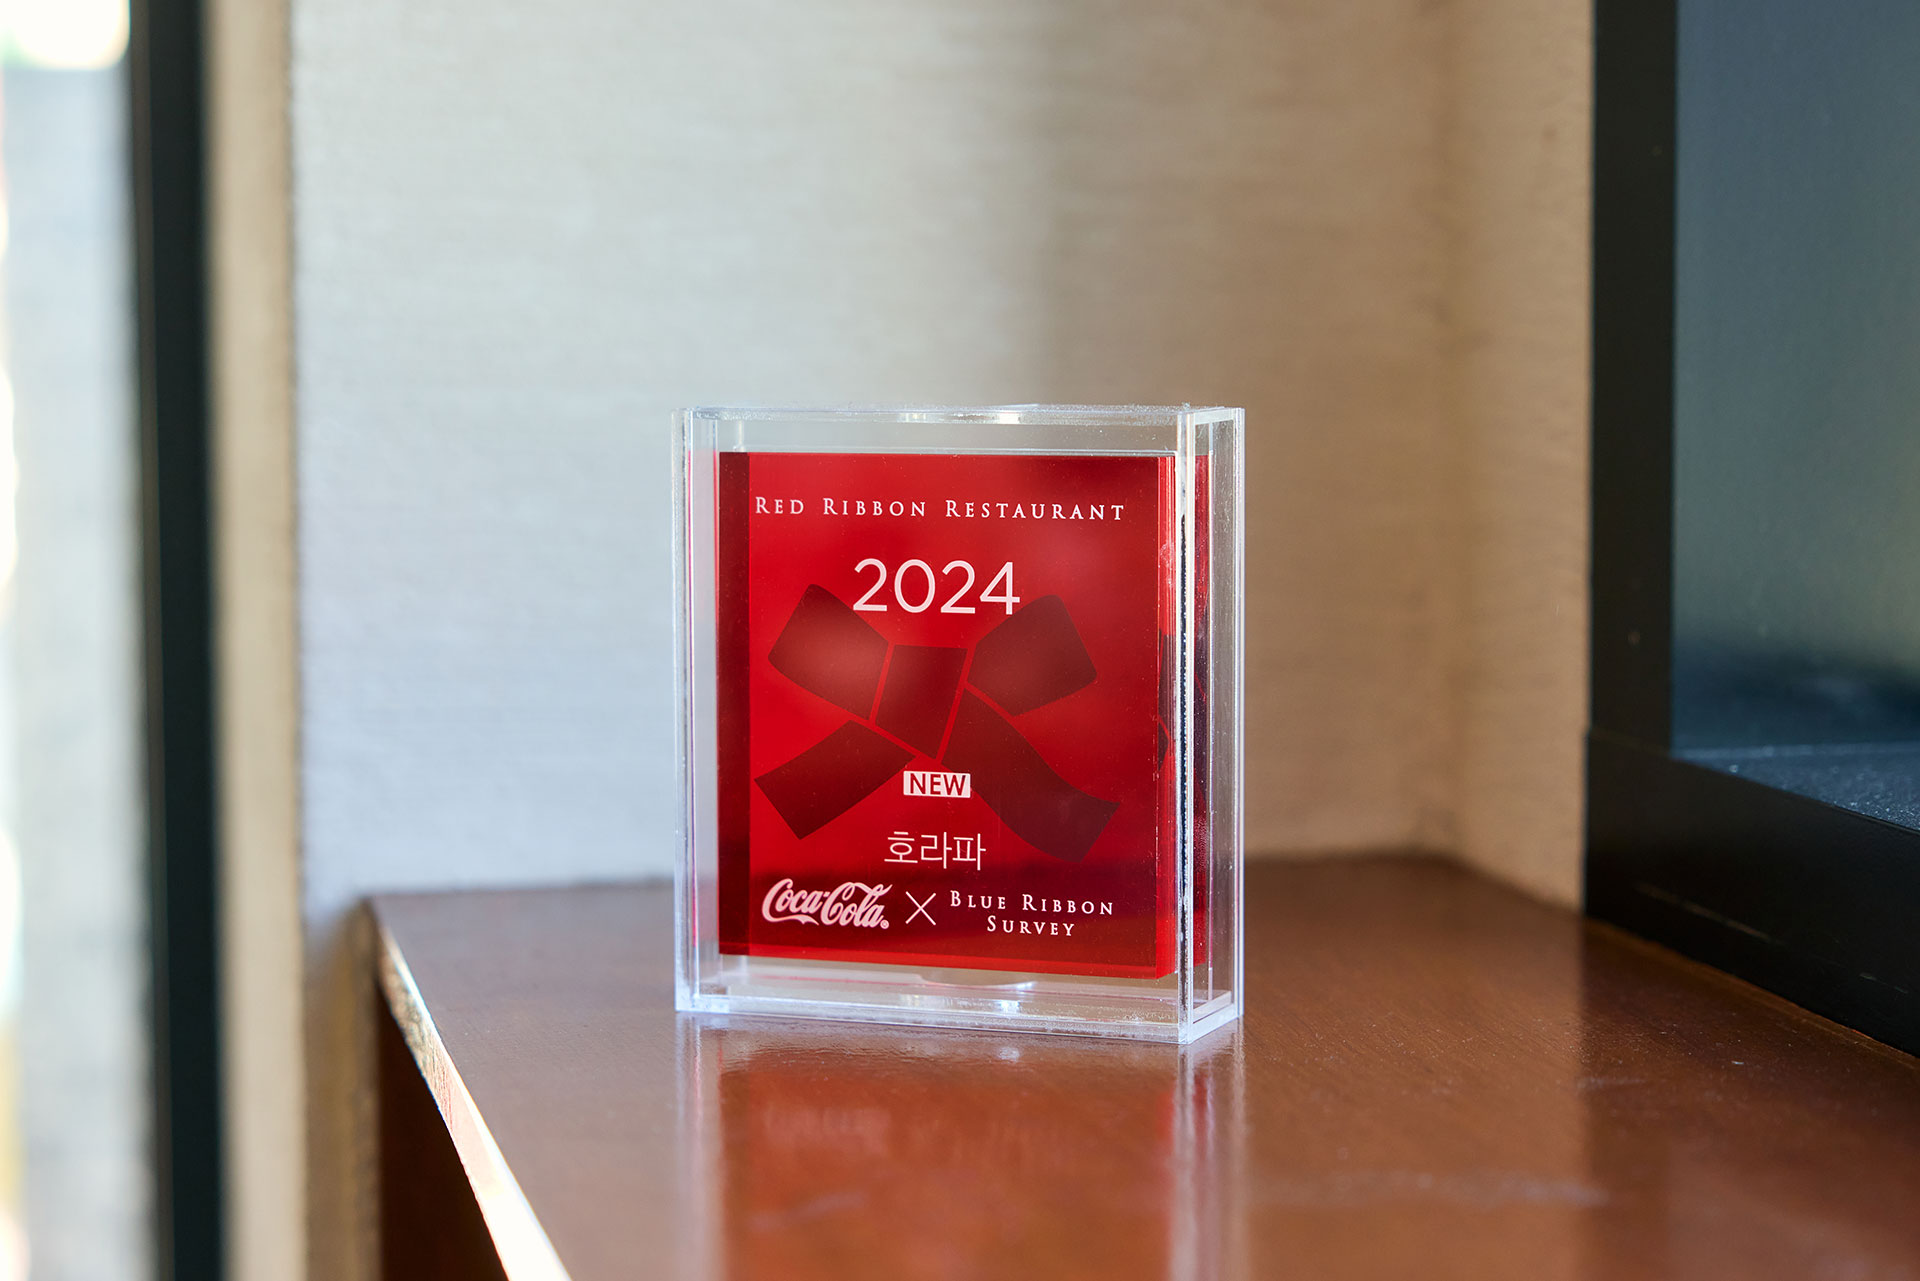 RED RIBBON RESTAURANT
2024
NEW
호라파
Coca-Cola® × BLUE RIBBON
SURVEY